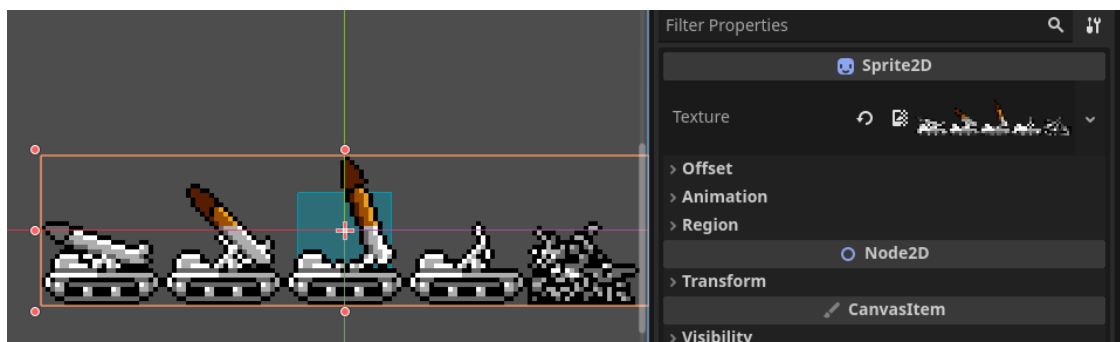 Filter Properties
Sprite2D
Texture
Offset
Animation
Region
Node2D
Transform
CanvasItem
Visibility